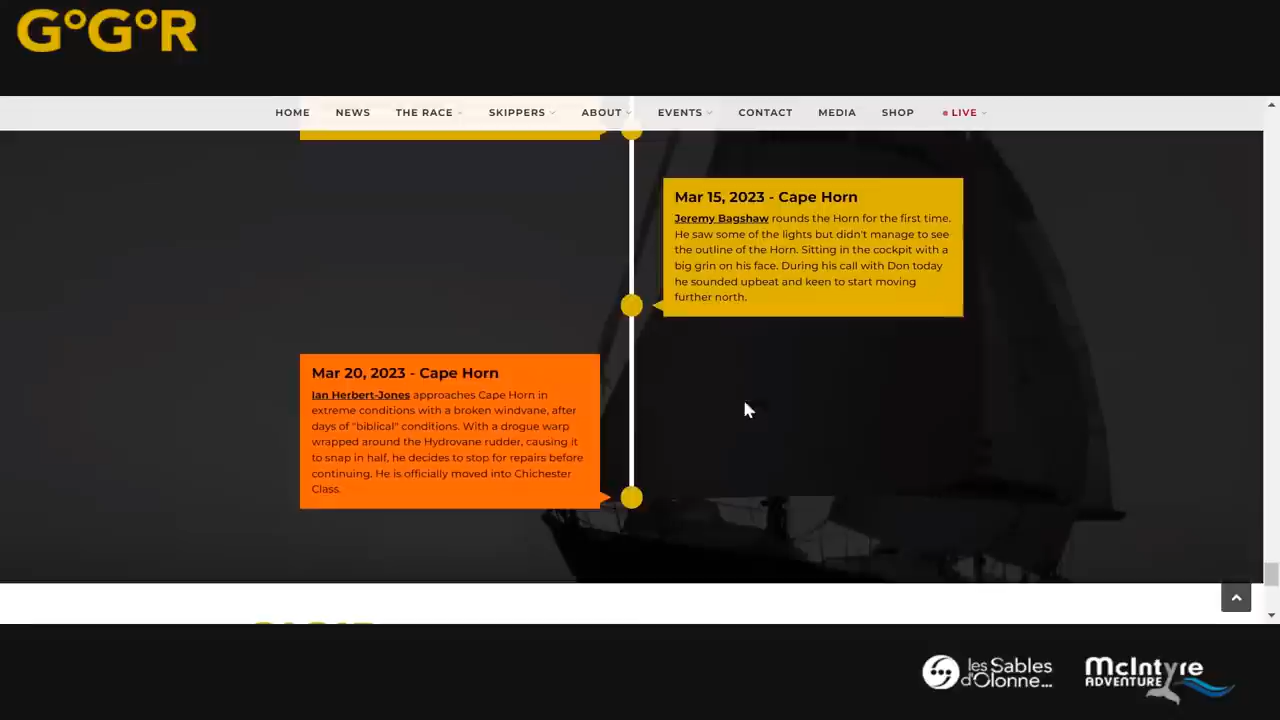 G°G°R
HOME NEWS THE RACE SKIPPERS ABOUT EVENTS CONTACT MEDIA SHOP LIVE
Mar 15, 2023 - Cape Horn
Jeremy Bagshaw rounds the Horn for the first time.
He saw some of the lights but didn't manage to see
the outline of the Horn. Sitting in the cockpit with a
big grin on his face. During his call with Don today
he sounded upbeat and keen to start moving
further north.
Mar 20, 2023 - Cape Horn
Ian Herbert-Jones approaches Cape Horn in
extreme conditions with a broken windvane, after
days of "biblical" conditions. With a drogue warp
wrapped around the Hydrovane rudder, causing it
to snap in half, he decides to stop for repairs before
continuing. He is officially moved into Chichester
Class.
les Sables
d'Olonne...
McIntyre
ADVENTURE